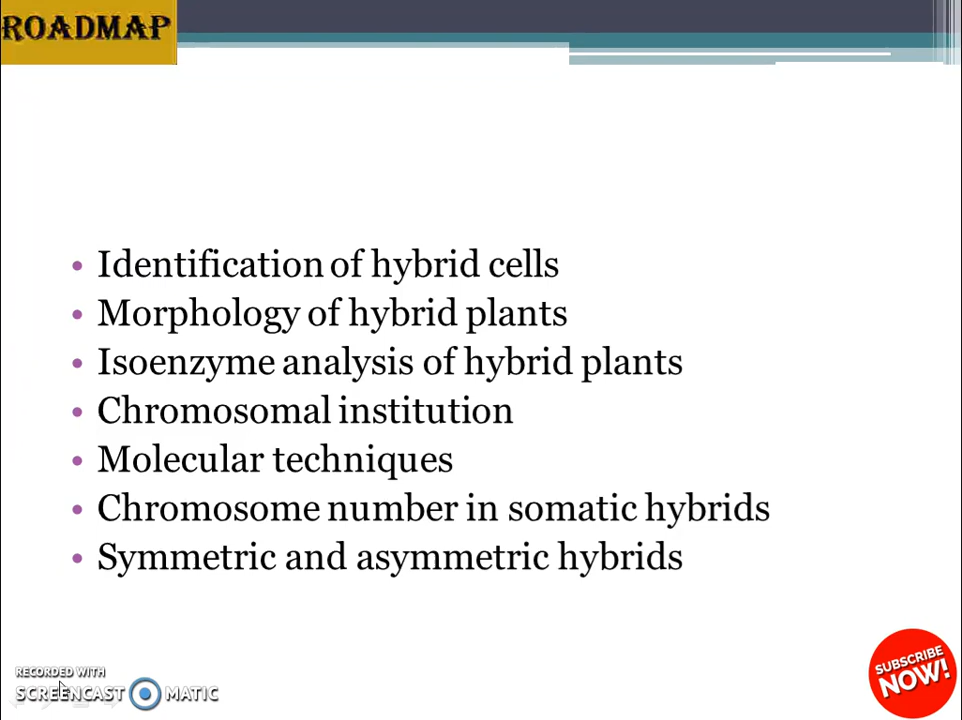 ROADMAP
• Identification of hybrid cells
• Morphology of hybrid plants
• Isoenzyme analysis of hybrid plants
• Chromosomal institution
• Molecular techniques
• Chromosome number in somatic hybrids
• Symmetric and asymmetric hybrids
RECORDED WITH
SCREENCAST MATIC
SUBSCRIBE
NOW!